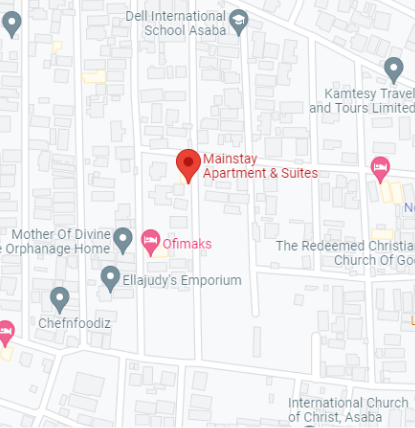 Dell International
School Asaba
Kamtesy Travel
and Tours Limited
Mainstay
Apartment & Suites
Mother Of Divine
Orphanage Home
Ofimaks
The Redeemed Christian
Church Of God
Ellajudy's Emporium
Chefnfoodiz
International Church
of Christ, Asaba